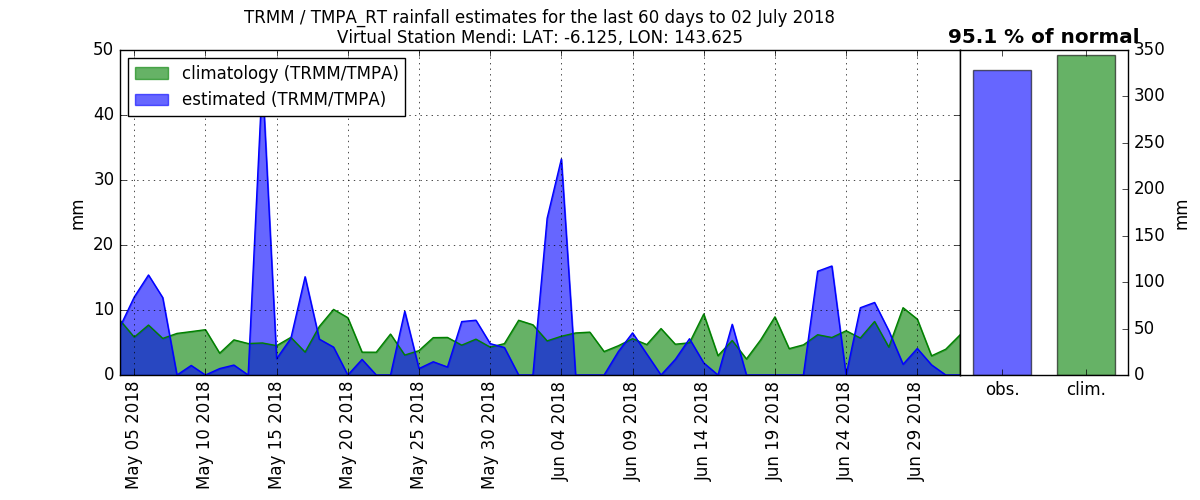 TRMM / TMPA_RT rainfall estimates for the last 60 days to 02 July 2018
Virtual Station Mendi: LAT: -6.125, LON: 143.625
95.1 % of normal
climatology (TRMM/TMPA)
estimated (TRMM/TMPA)
mm
50
40
30
20
10
0
May 05 2018
May 10 2018
May 15 2018
May 20 2018
May 25 2018
May 30 2018
Jun 04 2018
Jun 09 2018
Jun 14 2018
Jun 19 2018
Jun 24 2018
Jun 29 2018
obs.
clim.
350
300
250
200
150
100
50
0
mm